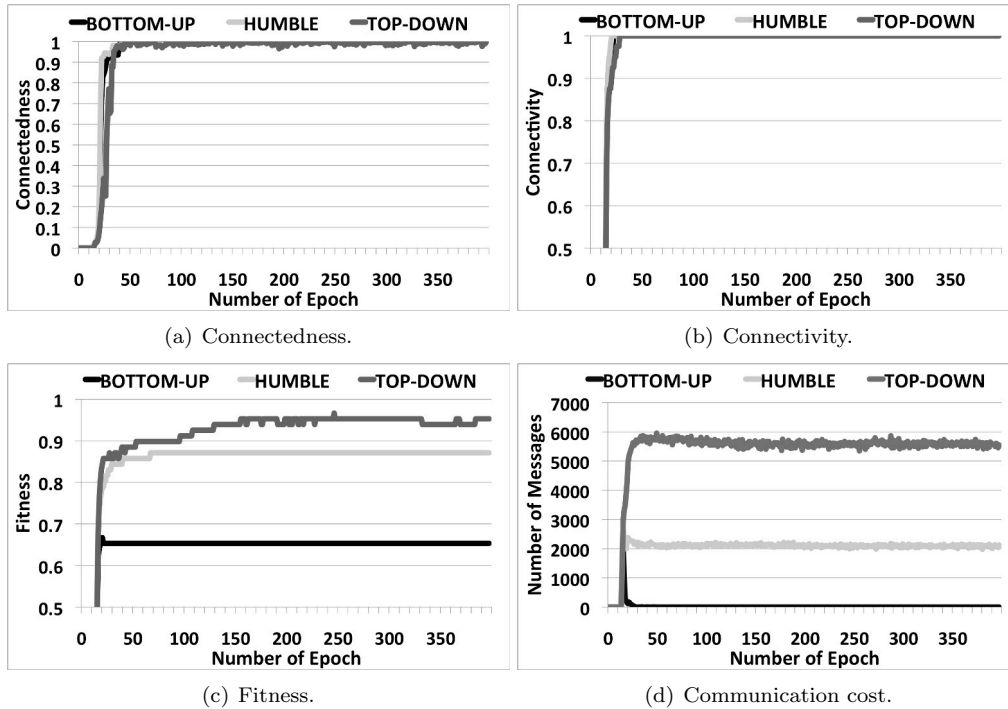 BOTTOM-UP HUMBLE TOP-DOWN
Connectedness
1
0.9
0.8
0.7
0.6
0.5
0.4
0.3
0.2
0.1
0
0 50 100 150 200 250 300 350
Number of Epoch
(a) Connectedness.
BOTTOM-UP HUMBLE TOP-DOWN
Connectivity
1
0.9
0.8
0.7
0.6
0.5
0 50 100 150 200 250 300 350
Number of Epoch
(b) Connectivity.
BOTTOM-UP HUMBLE TOP-DOWN
Fitness
1
0.9
0.8
0.7
0.6
0.5
0 50 100 150 200 250 300 350
Number of Epoch
(c) Fitness.
BOTTOM-UP HUMBLE TOP-DOWN
Number of Messages
7000
6000
5000
4000
3000
2000
1000
0
0 50 100 150 200 250 300 350
Number of Epoch
(d) Communication cost.